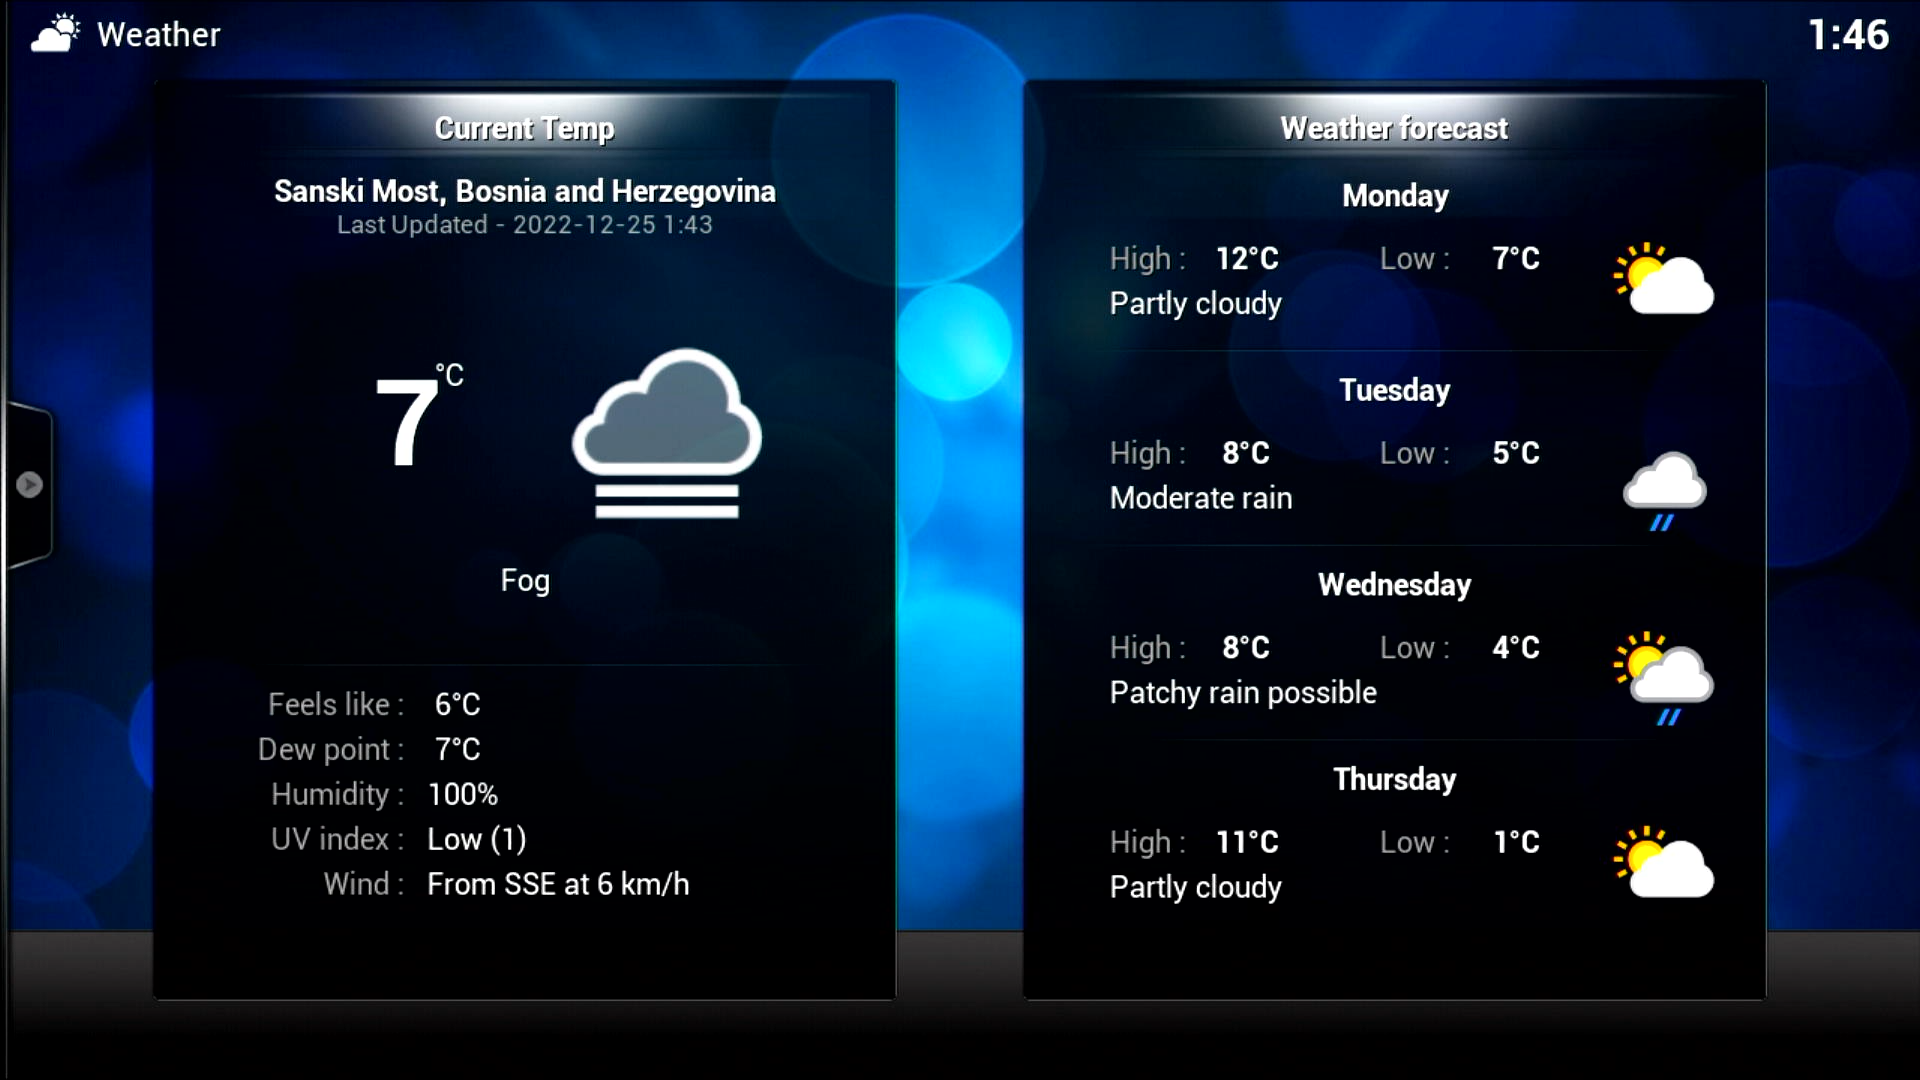 Weather
1:46
Current Temp
Sanski Most, Bosnia and Herzegovina
Last Updated - 2022-12-25 1:43
7°C
Fog
Feels like : 6°C
Dew point : 7°C
Humidity : 100%
UV index : Low (1)
Wind : From SSE at 6 km/h
Weather forecast
Monday
High : 12°C Low : 7°C
Partly cloudy
Tuesday
High : 8°C Low : 5°C
Moderate rain
Wednesday
High : 8°C Low : 4°C
Patchy rain possible
Thursday
High : 11°C Low : 1°C
Partly cloudy